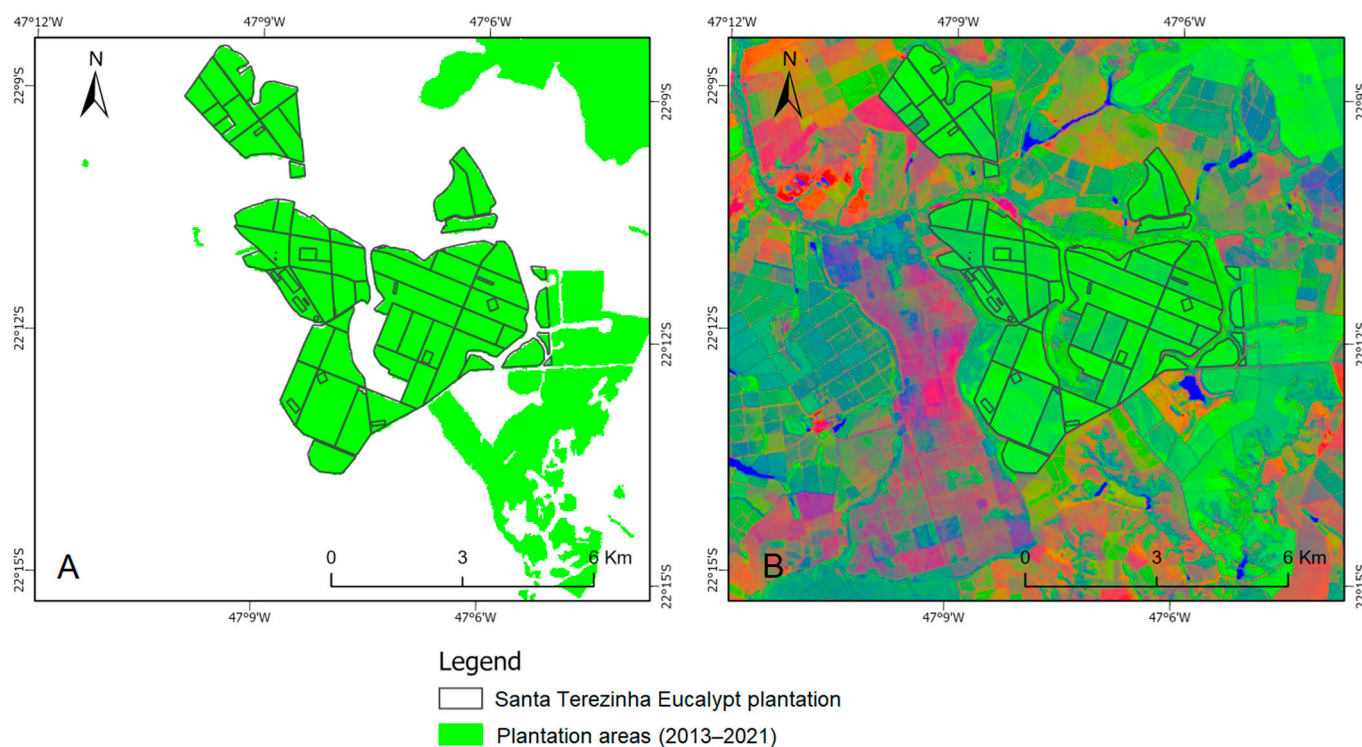 47°12'W 47°9'W 47°6'W 47°12'W 47°9'W 47°6'W
N N
22°9'S 22°9'S 22°9'S
22°12'S 22°12'S 22°12'S
0 3 6 Km 0 3 6 Km
A B
22°15'S 22°15'S 22°15'S
47°9'W 47°6'W 47°9'W 47°6'W
Legend
Santa Terezinha Eucalypt plantation
Plantation areas (2013–2021)